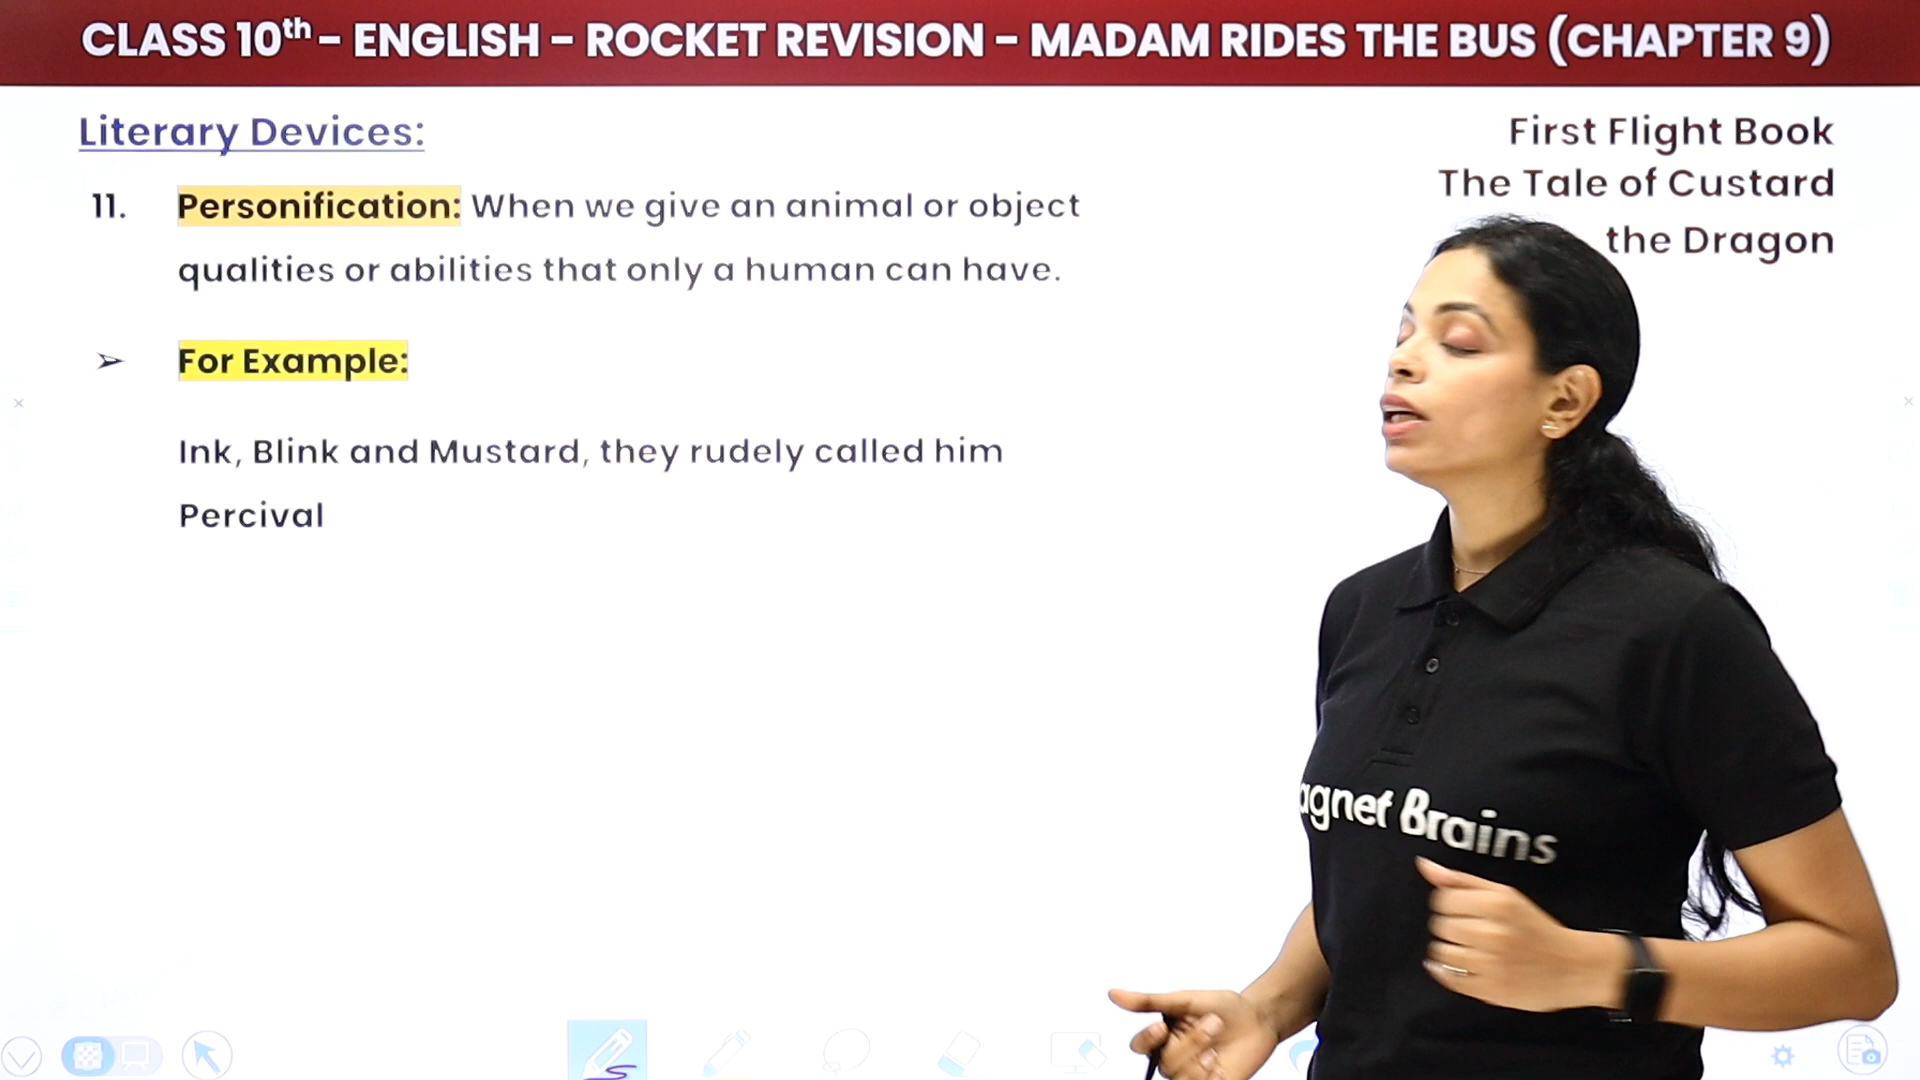 CLASS 10th – ENGLISH – ROCKET REVISION – MADAM RIDES THE BUS (CHAPTER 9)
Literary Devices:
First Flight Book
The Tale of Custard
the Dragon
11. Personification: When we give an animal or object
qualities or abilities that only a human can have.
➢ For Example:
Ink, Blink and Mustard, they rudely called him
Percival
agnet Brains